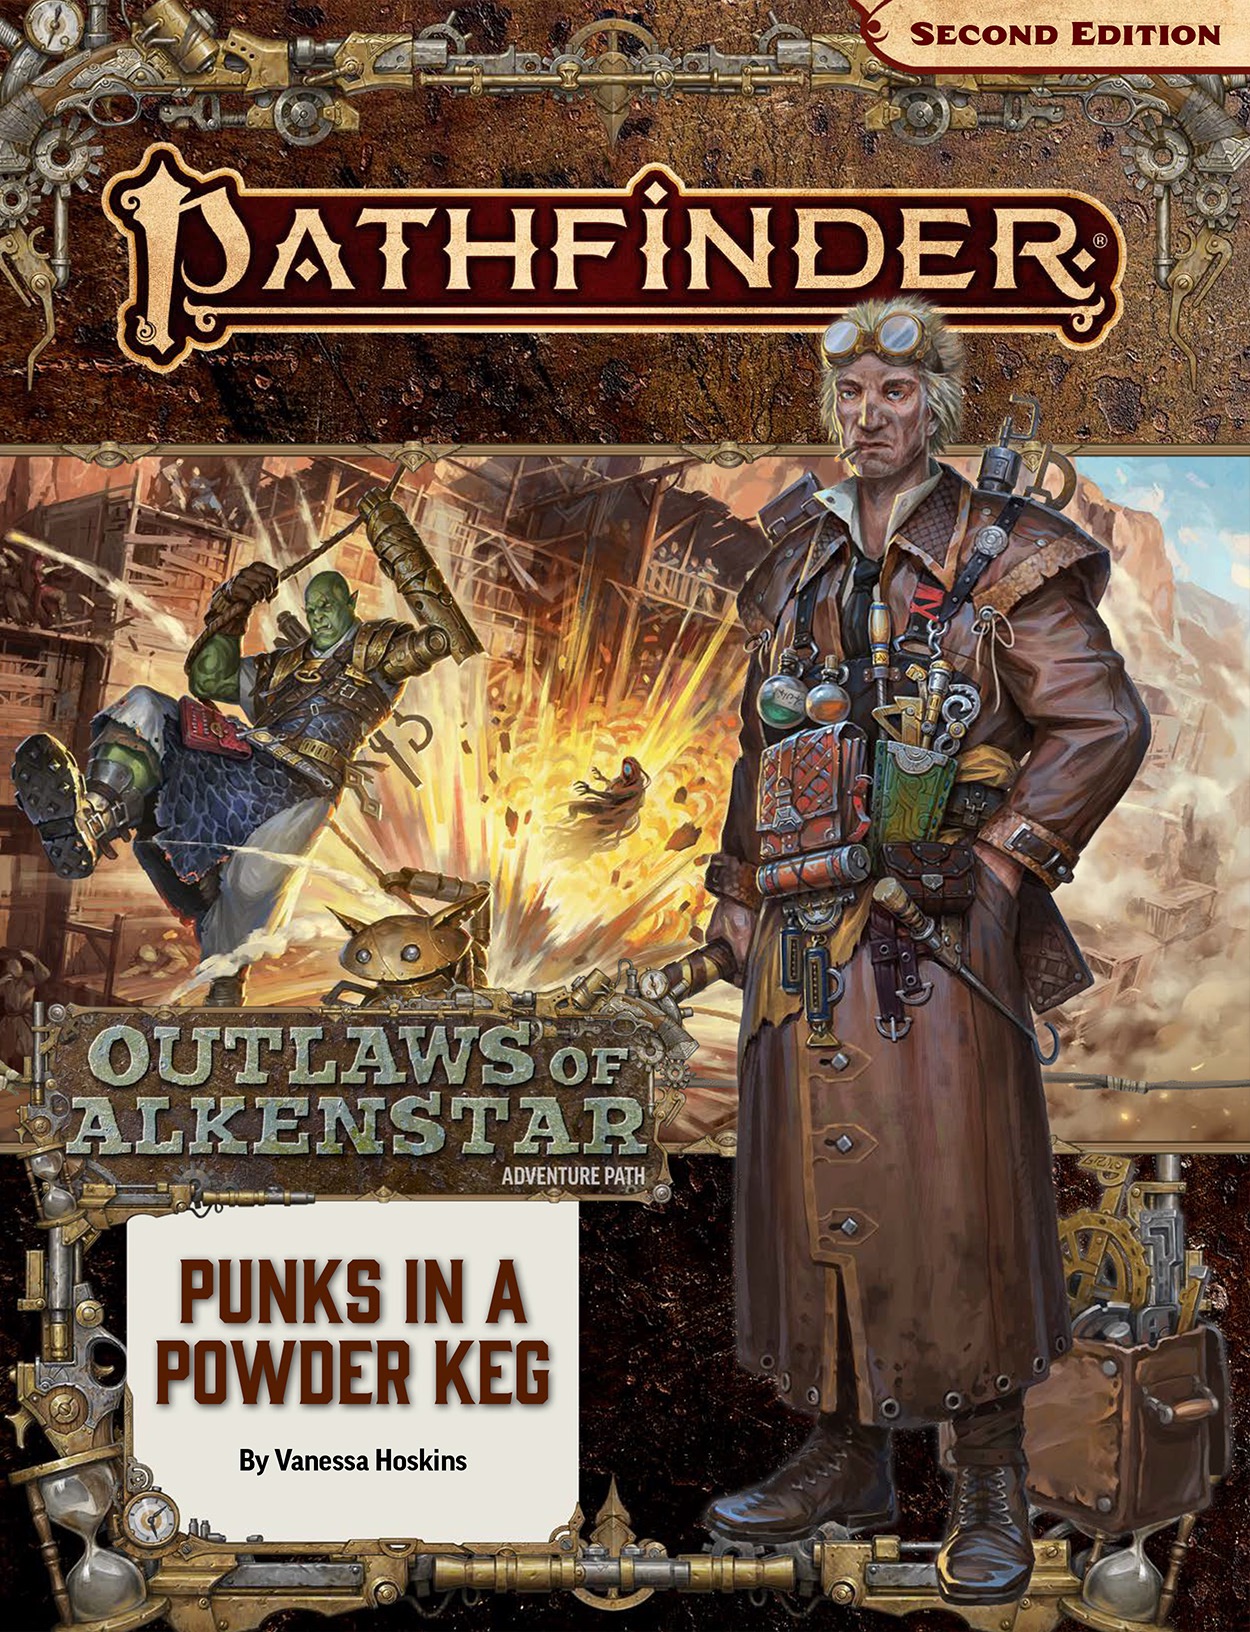 SECOND EDITION
PATHFINDER®
OUTLAWS OF
ALKENSTAR
ADVENTURE PATH
PUNKS IN A
POWDER KEG
By Vanessa Hoskins